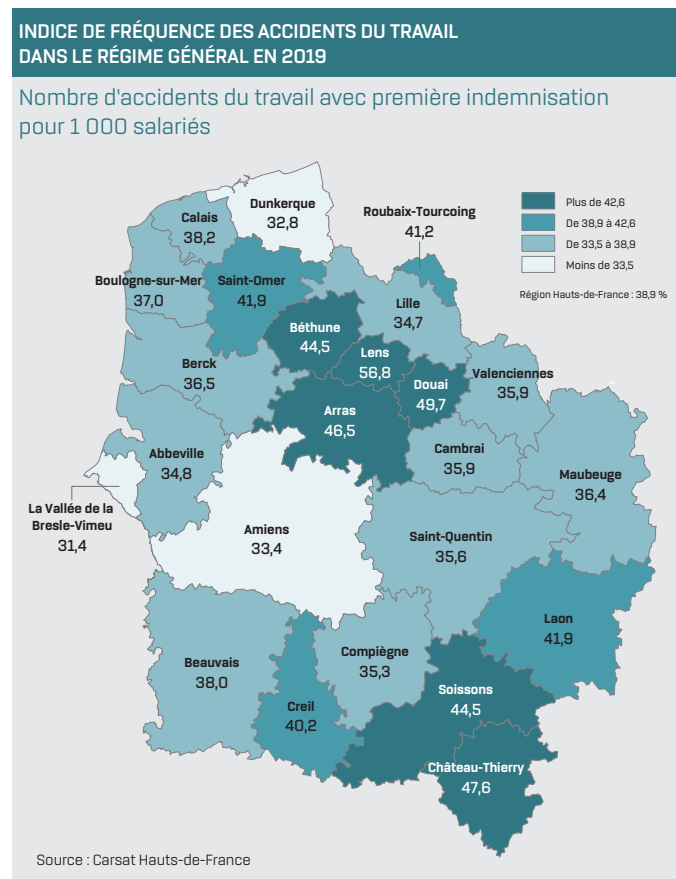 INDICE DE FRÉQUENCE DES ACCIDENTS DU TRAVAIL
DANS LE RÉGIME GÉNÉRAL EN 2019
Nombre d'accidents du travail avec première indemnisation
pour 1 000 salariés
Dunkerque
32,8
Calais
38,2
Roubaix-Tourcoing
41,2
Plus de 42,6
De 38,9 à 42,6
De 33,5 à 38,9
Moins de 33,5
Région Hauts-de-France : 38,9 %
Boulogne-sur-Mer
37,0
Saint-Omer
41,9
Lille
34,7
Béthune
44,5
Lens
56,8
Berck
36,5
Douai
49,7
Valenciennes
35,9
Arras
46,5
Abbeville
34,8
Cambrai
35,9
Maubeuge
36,4
La Vallée de la
Bresle-Vimeu
31,4
Amiens
33,4
Saint-Quentin
35,6
Laon
41,9
Compiègne
35,3
Beauvais
38,0
Soissons
44,5
Creil
40,2
Château-Thierry
47,6
Source : Carsat Hauts-de-France